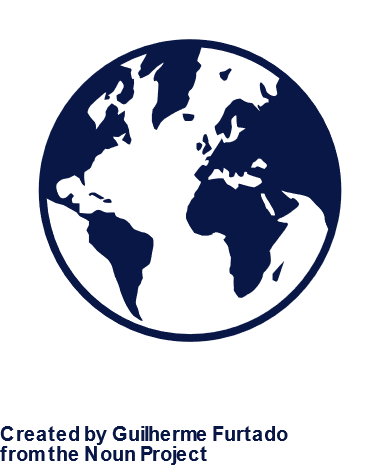 Created by Guilherme Furtado
from the Noun Project